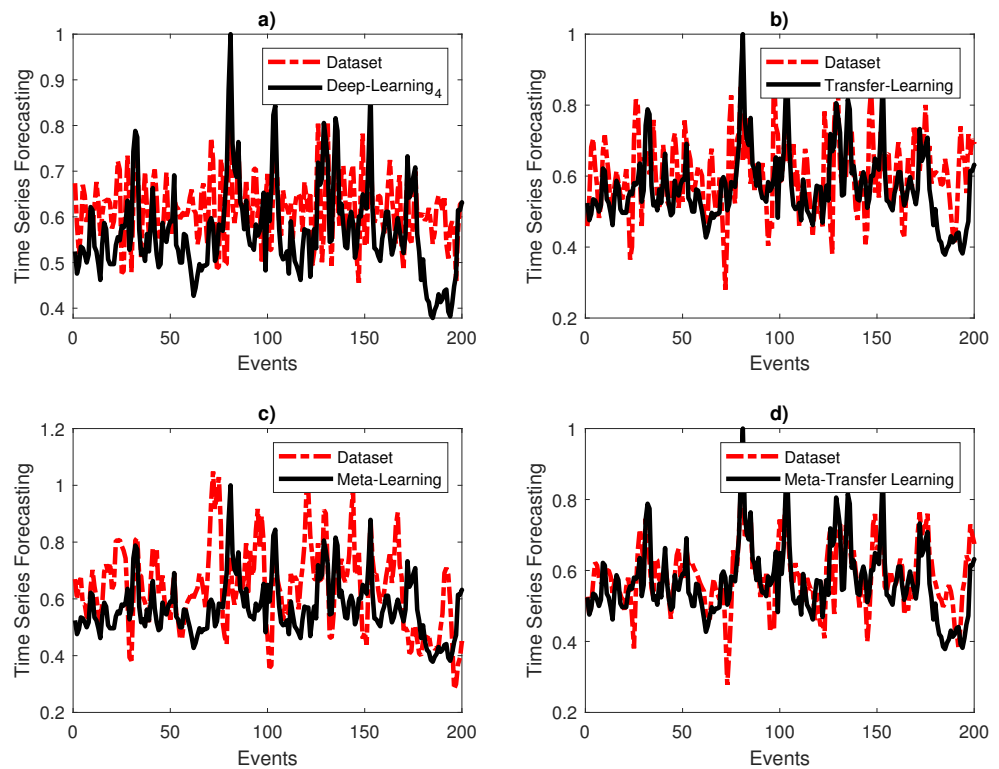 a)
1
0.9
0.8
0.7
0.6
0.5
0.4
Time Series Forecasting
Dataset
Deep-Learning4
0 50 100 150 200
Events
b)
1
0.8
0.6
0.4
0.2
Time Series Forecasting
Dataset
Transfer-Learning
0 50 100 150 200
Events
c)
1.2
1
0.8
0.6
0.4
0.2
Time Series Forecasting
Dataset
Meta-Learning
0 50 100 150 200
Events
d)
1
0.8
0.6
0.4
0.2
Time Series Forecasting
Dataset
Meta-Transfer Learning
0 50 100 150 200
Events